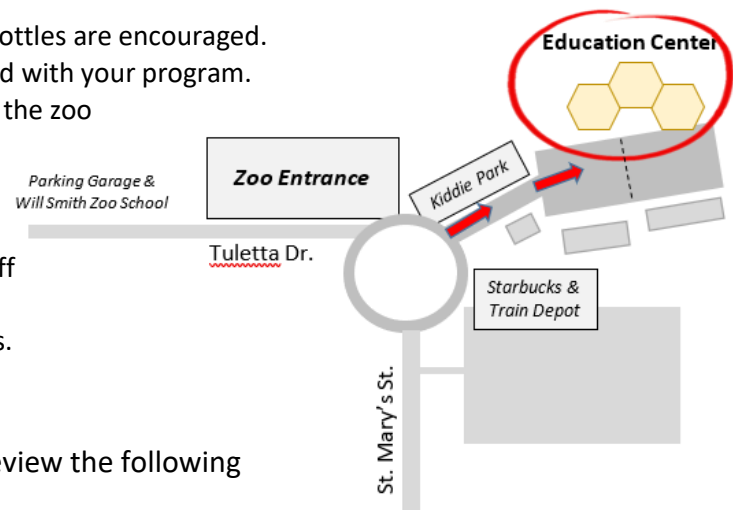 ottles are encouraged.
d with your program.
the zoo
ff
s.
eview the following
Education Center
Parking Garage &
Will Smith Zoo School
Zoo Entrance
Kiddie Park
Tuletta Dr.
Starbucks &
Train Depot
St. Mary's St.